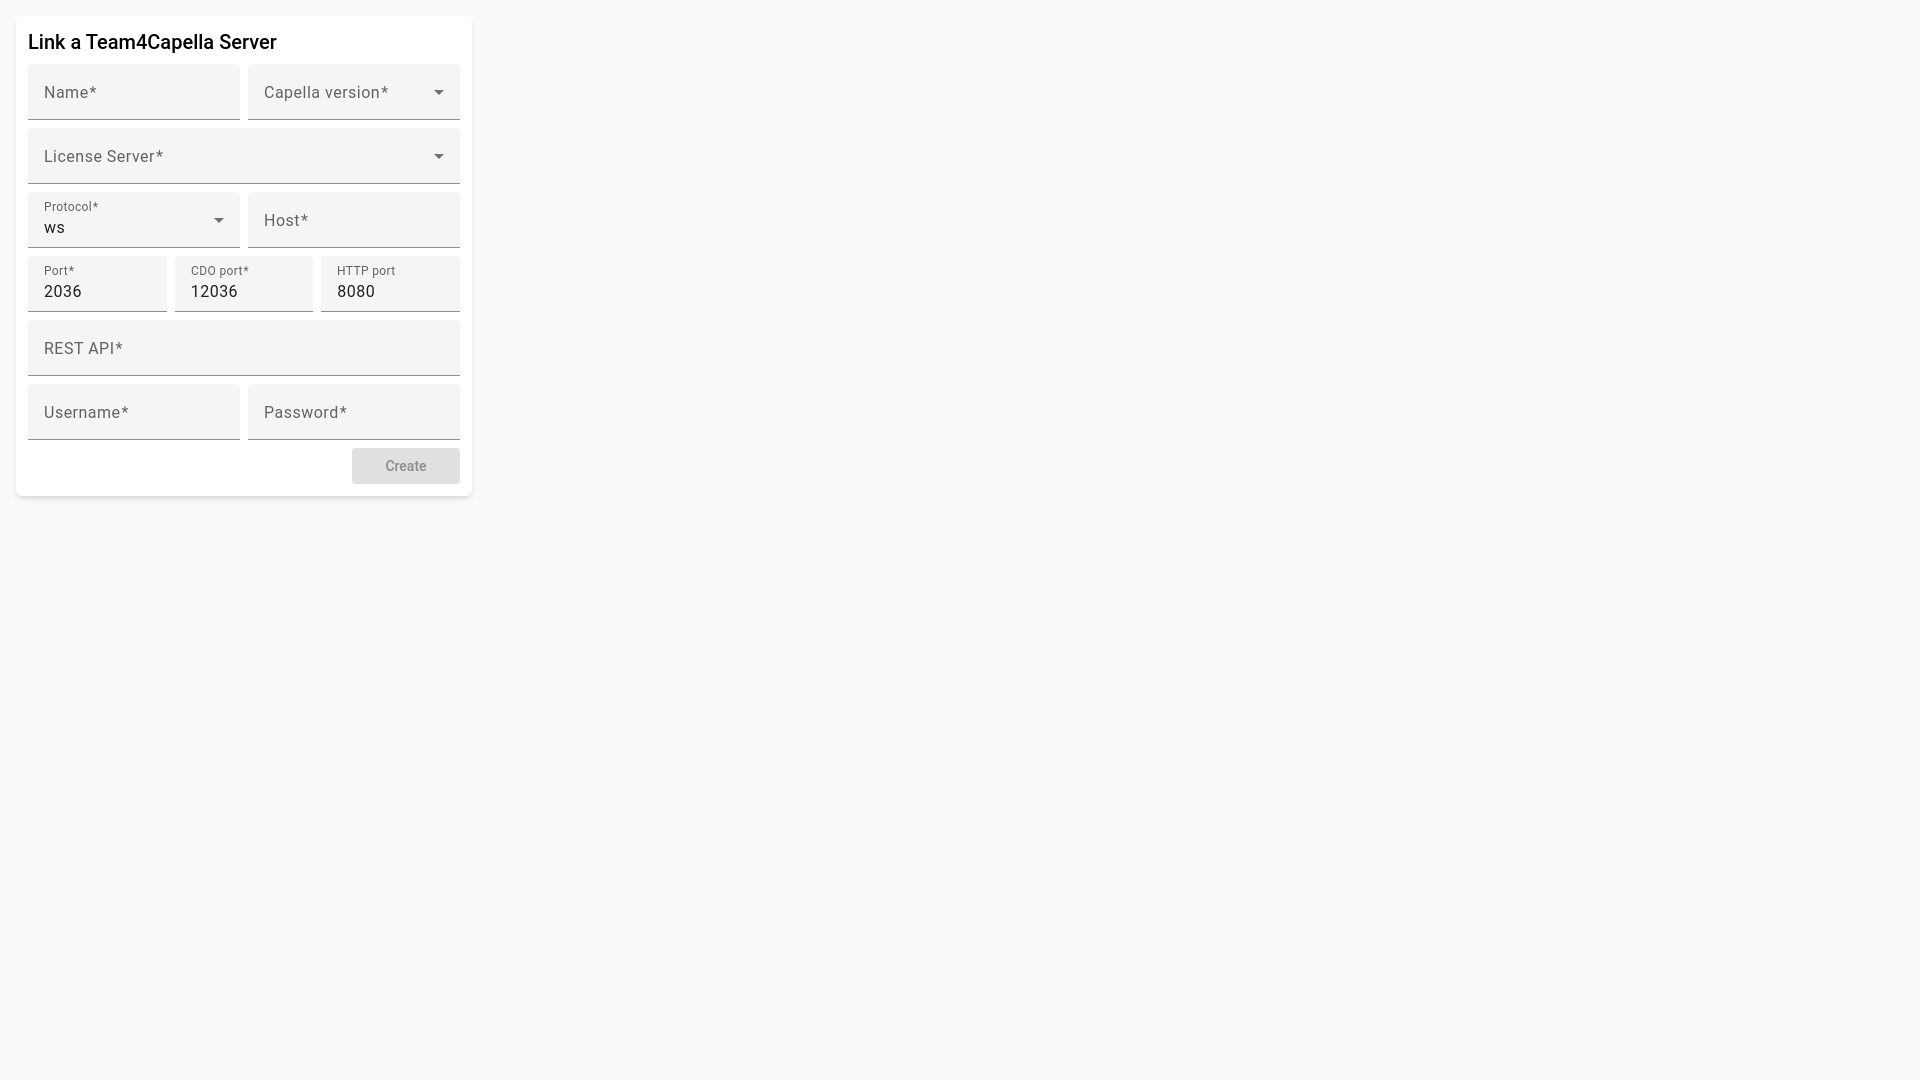 Link a Team4Capella Server
Name*
Capella version*
License Server*
Protocol*
ws
Host*
Port*
2036
CDO port*
12036
HTTP port
8080
REST API*
Username*
Password*
Create